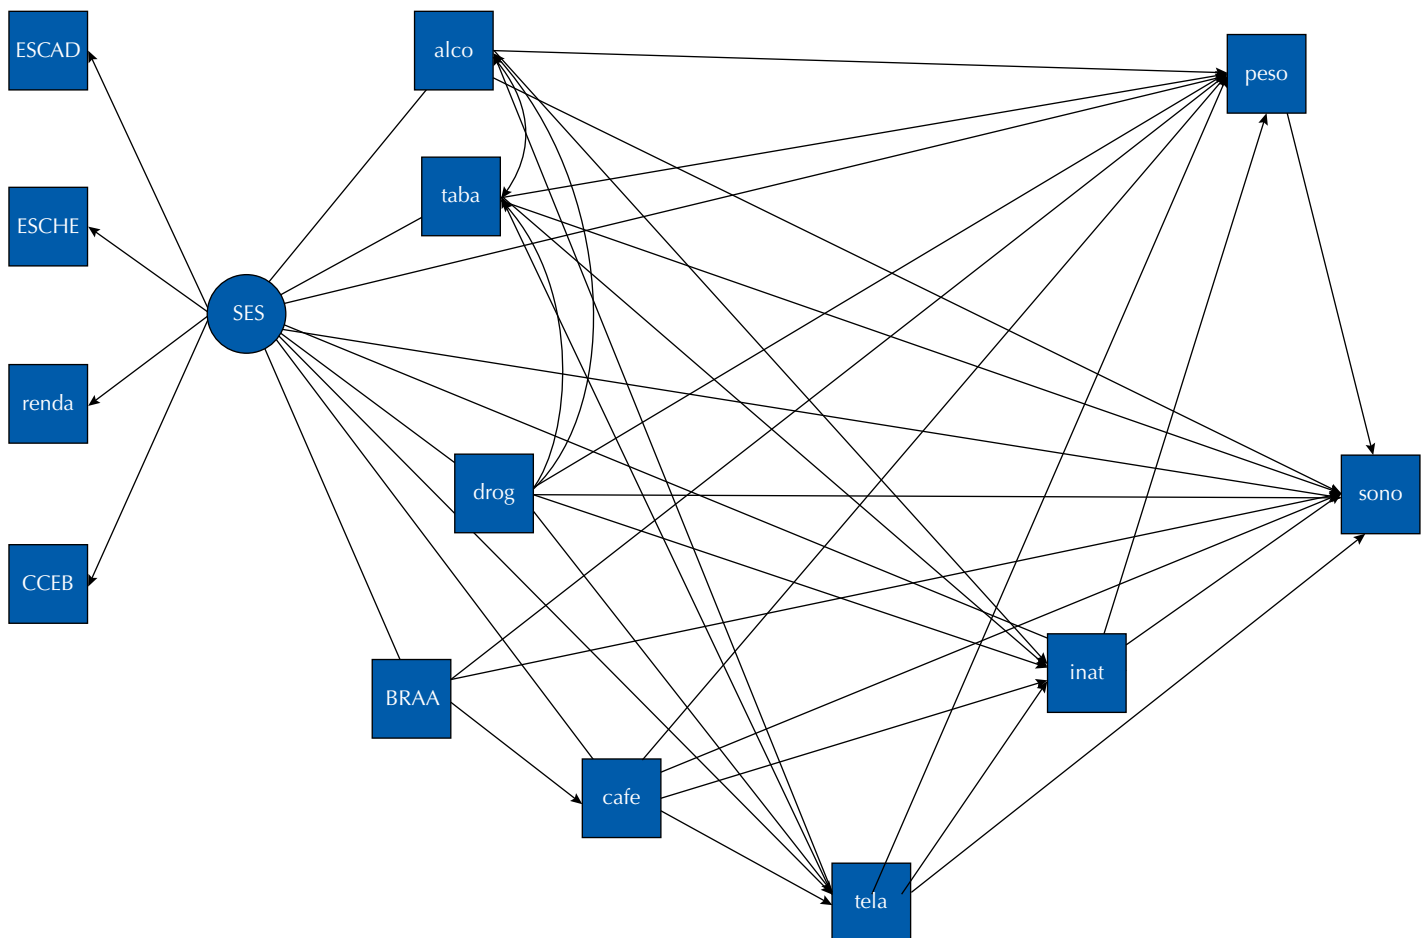 ESCAD
alco
peso
taba
ESCHE
SES
renda
drog
sono
CCEB
inat
BRAA
cafe
tela